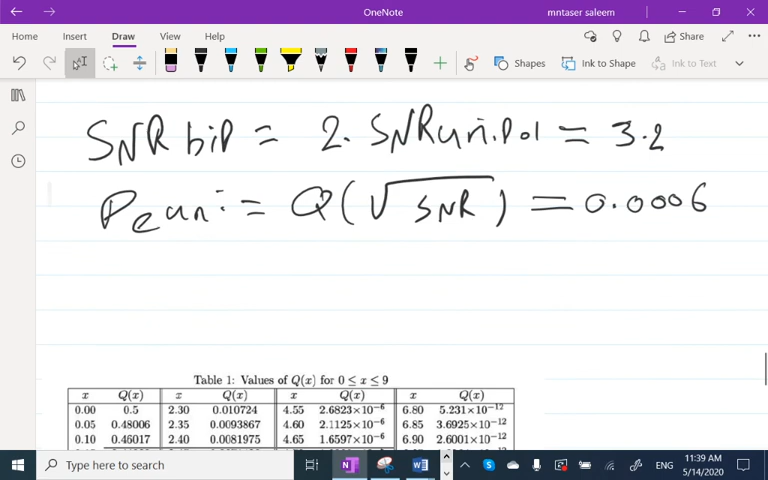 OneNote
mntaser saleem
Home Insert Draw View Help Share
Shapes Ink to Shape Ink to Text
SNR bip = 2. SNRuni.pol = 3.2
Pe uni = Q(√SNR) = 0.0006
Table 1: Values of Q(x) for 0 ≤ x ≤ 9
x Q(x) x Q(x) x Q(x) x Q(x)
0.00 0.5 2.30 0.010724 4.55 2.6823×10⁻⁶ 6.80 5.231×10⁻¹²
0.05 0.48006 2.35 0.0093867 4.60 2.1125×10⁻⁶ 6.85 3.6925×10⁻¹²
0.10 0.46017 2.40 0.0081975 4.65 1.6597×10⁻⁶ 6.90 2.6001×10⁻¹²
Type here to search
ENG
11:39 AM
5/14/2020